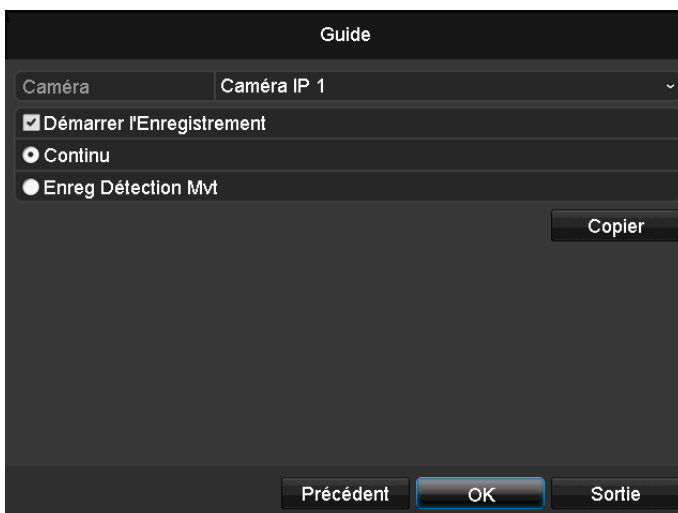 Guide
Caméra Caméra IP 1
Démarrer l'Enregistrement
Continu
Enreg Détection Mvt
Copier
Précédent OK Sortie